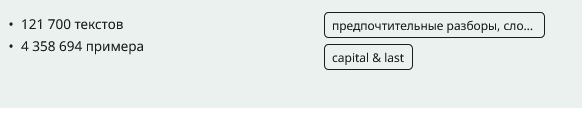 • 121 700 текстов
• 4 358 694 примера
предпочтительные разборы, сло...
capital & last